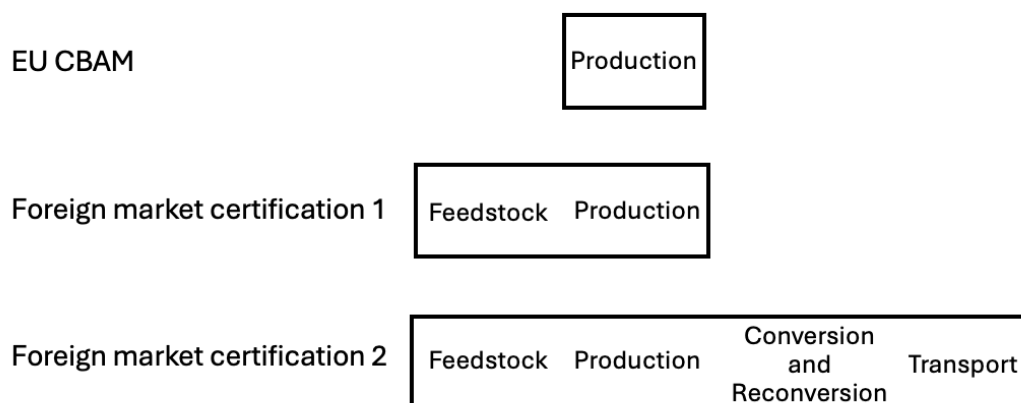 EU CBAM
Production
Foreign market certification 1
Feedstock
Production
Foreign market certification 2
Feedstock
Production
Conversion
and
Reconversion
Transport